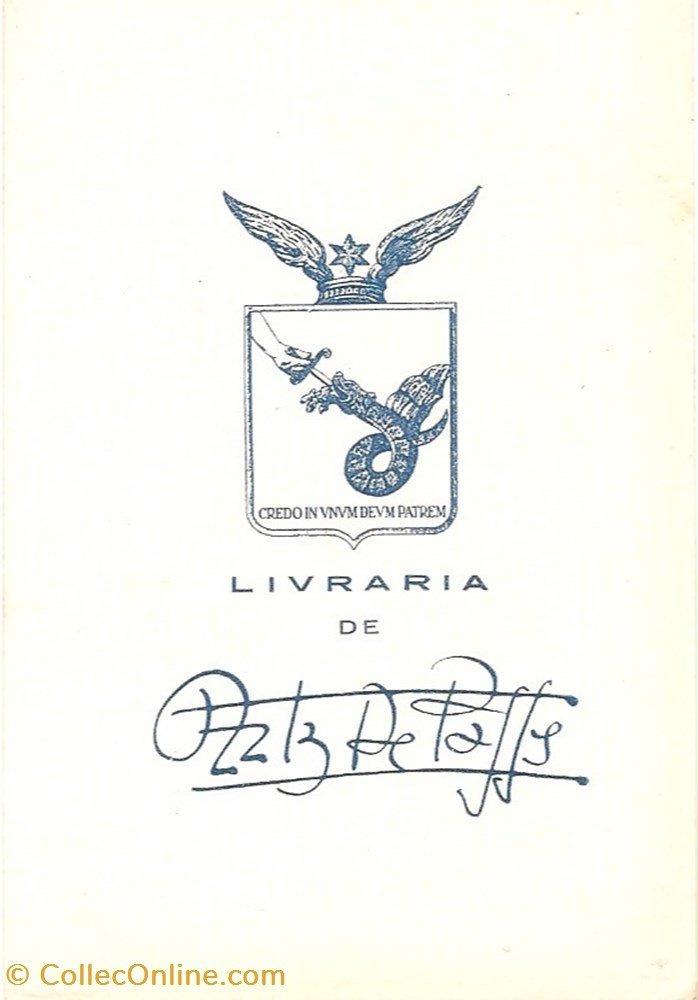 CREDO IN VNVM DEVM PATREM
LIVRARIA
DE
© CollecOnline.com